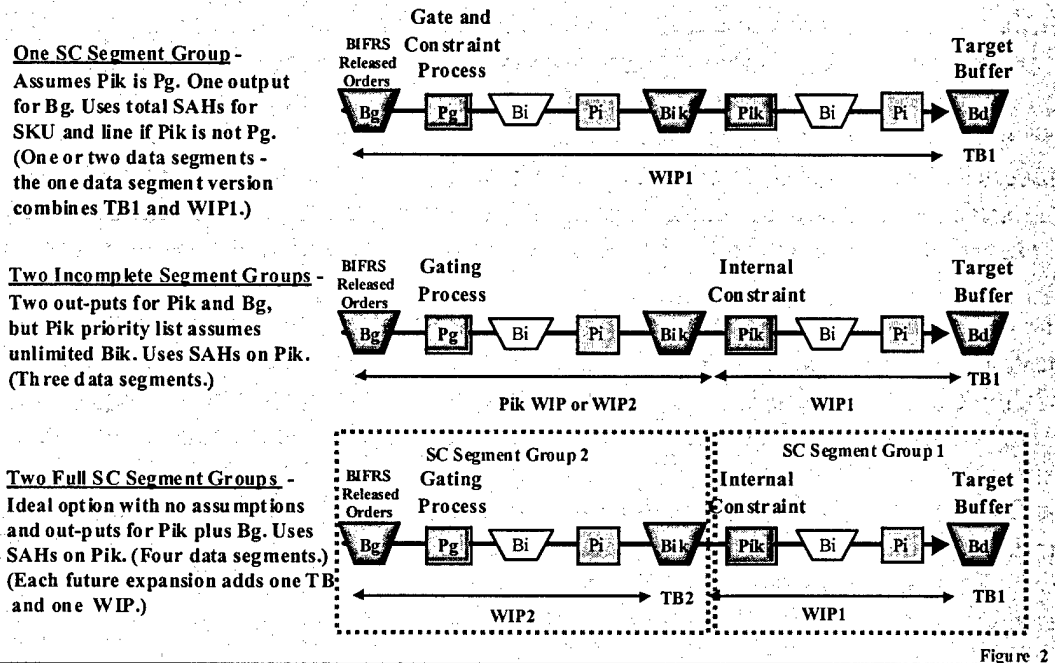 One SC Segment Group -
Assumes Pik is Pg. One output
for Bg. Uses total SAHs for
SKU and line if Pik is not Pg.
(One or two data segments -
the one data segment version
combines TB1 and WIP1.)
BIFRS
Released
Orders
Gate and
Constraint
Process
Target
Buffer
Bg Pg Bi Pi Bik Pik Bi Pi Bd
WIP1
TB1
Two Incomplete Segment Groups -
Two out-puts for Pik and Bg,
but Pik priority list assumes
unlimited Bik. Uses SAHs on Pik.
(Three data segments.)
BIFRS
Released
Orders
Gating
Process
Internal
Constraint
Target
Buffer
Bg Pg Bi Pi Bik Pik Bi Pi Bd
Pik WIP or WIP2
WIP1
TB1
Two Full SC Segment Groups -
Ideal option with no assumptions
and out-puts for Pik plus Bg. Uses
SAHs on Pik. (Four data segments.)
(Each future expansion adds one TB
and one WIP.)
SC Segment Group 2
SC Segment Group 1
BIFRS
Released
Orders
Gating
Process
Internal
Constraint
Target
Buffer
Bg Pg Bi Pi Bik Pik Bi Pi Bd
WIP2
TB2
WIP1
TB1
Figure 2